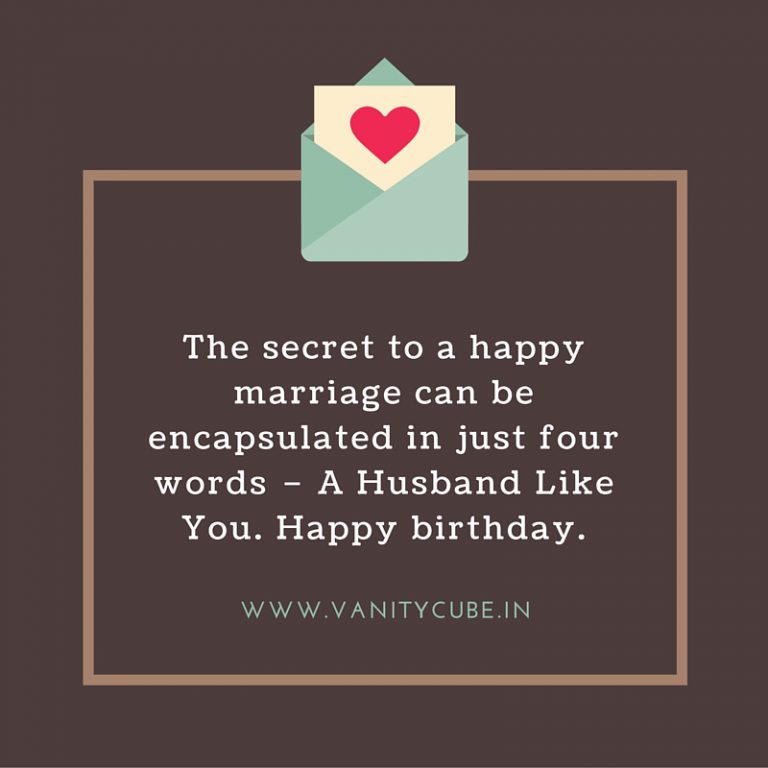 The secret to a happy
marriage can be
encapsulated in just four
words – A Husband Like
You. Happy birthday.
WWW.VANITYCUBE.IN